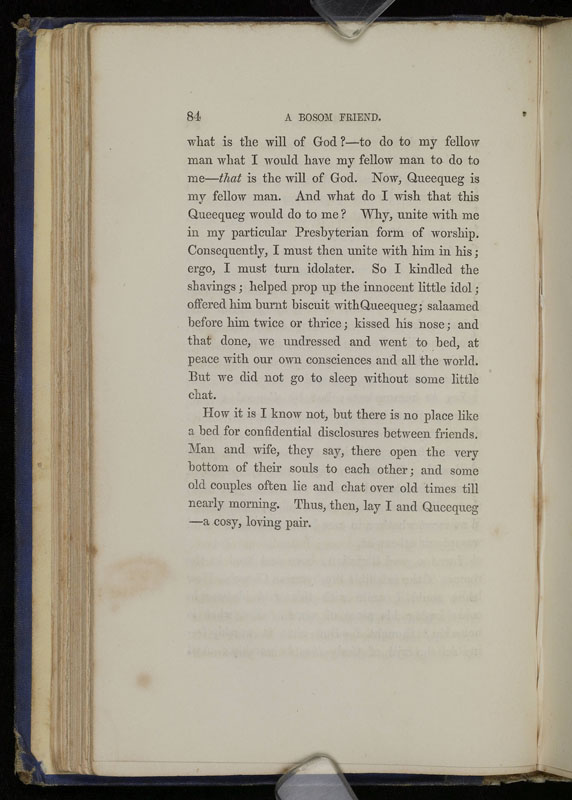 84 A BOSOM FRIEND.
what is the will of God?—to do to my fellow
man what I would have my fellow man to do to
me—that is the will of God. Now, Queequeg is
my fellow man. And what do I wish that this
Queequeg would do to me? Why, unite with me
in my particular Presbyterian form of worship.
Consequently, I must then unite with him in his;
ergo, I must turn idolater. So I kindled the
shavings; helped prop up the innocent little idol;
offered him burnt biscuit withQueequeg; salaamed
before him twice or thrice; kissed his nose; and
that done, we undressed and went to bed, at
peace with our own consciences and all the world.
But we did not go to sleep without some little
chat.
How it is I know not, but there is no place like
a bed for confidential disclosures between friends.
Man and wife, they say, there open the very
bottom of their souls to each other; and some
old couples often lie and chat over old times till
nearly morning. Thus, then, lay I and Queequeg
—a cosy, loving pair.